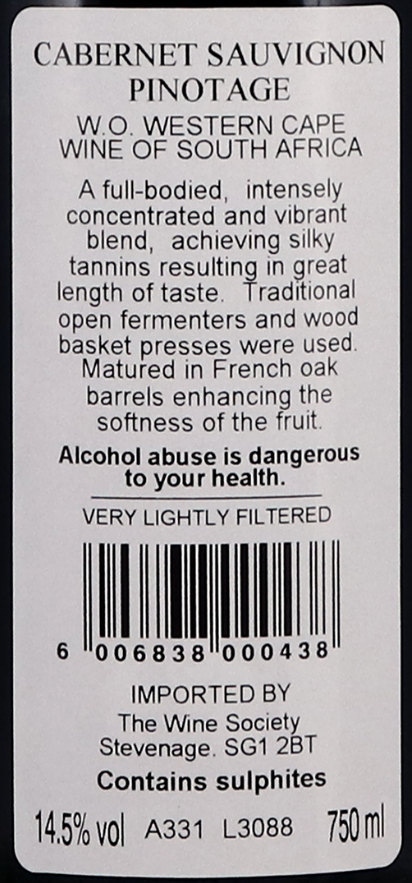 CABERNET SAUVIGNON
PINOTAGE
W.O. WESTERN CAPE
WINE OF SOUTH AFRICA
A full-bodied, intensely
concentrated and vibrant
blend, achieving silky
tannins resulting in great
length of taste. Traditional
open fermenters and wood
basket presses were used.
Matured in French oak
barrels enhancing the
softness of the fruit.
Alcohol abuse is dangerous
to your health.
VERY LIGHTLY FILTERED
6 006838 000438
IMPORTED BY
The Wine Society
Stevenage. SG1 2BT
Contains sulphites
14.5% vol A331 L3088 750 ml